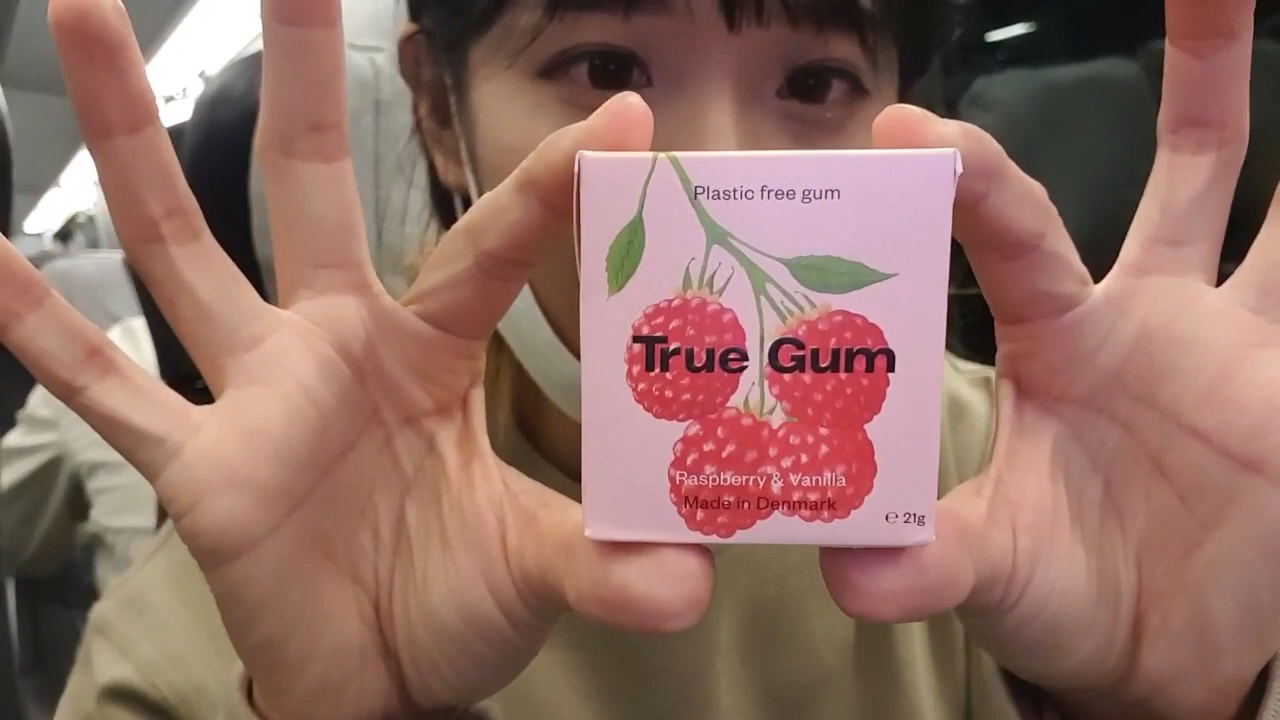 Plastic free gum
True Gum
Raspberry & Vanilla
Made in Denmark
℮ 21g